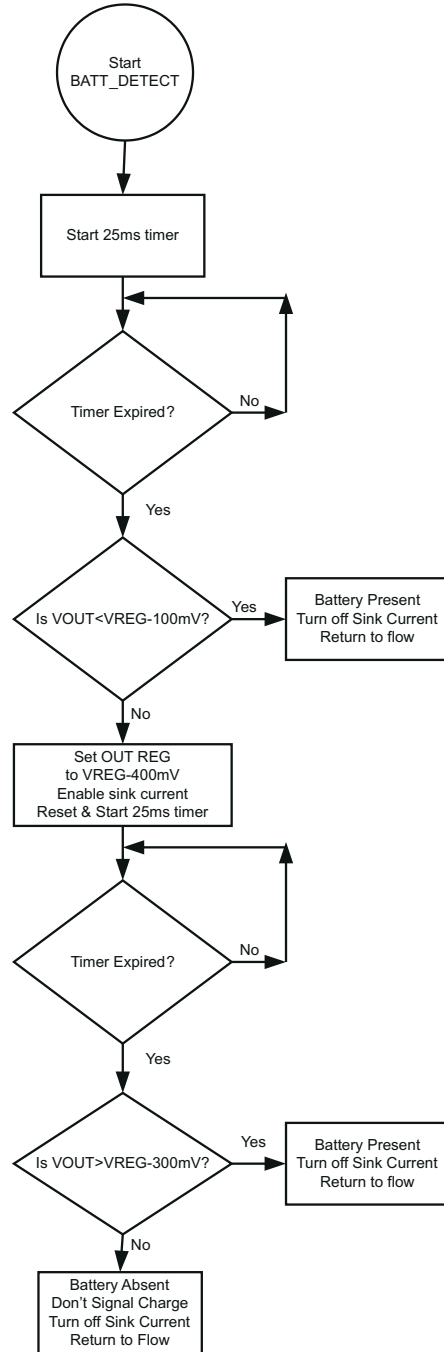 Start
BATT_DETECT
Start 25ms timer
Timer Expired?
No
Yes
Is VOUT<VREG-100mV?
Yes
Battery Present
Turn off Sink Current
Return to flow
No
Set OUT REG
to VREG-400mV
Enable sink current
Reset & Start 25ms timer
Timer Expired?
No
Yes
Is VOUT>VREG-300mV?
Yes
Battery Present
Turn off Sink Current
Return to flow
No
Battery Absent
Don't Signal Charge
Turn off Sink Current
Return to Flow